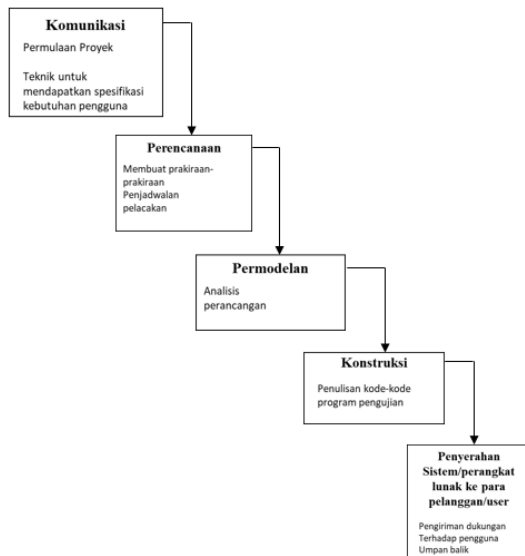 Komunikasi
Permulaan Proyek
Teknik untuk
mendapatkan spesifikasi
kebutuhan pengguna
Perencanaan
Membuat prakiraan-
prakiraan
Penjadwalan
pelacakan
Permodelan
Analisis
perancangan
Konstruksi
Penulisan kode-kode
program pengujian
Penyerahan
Sistem/perangkat
lunak ke para
pelanggan/user
Pengiriman dukungan
Terhadap pengguna
Umpan balik